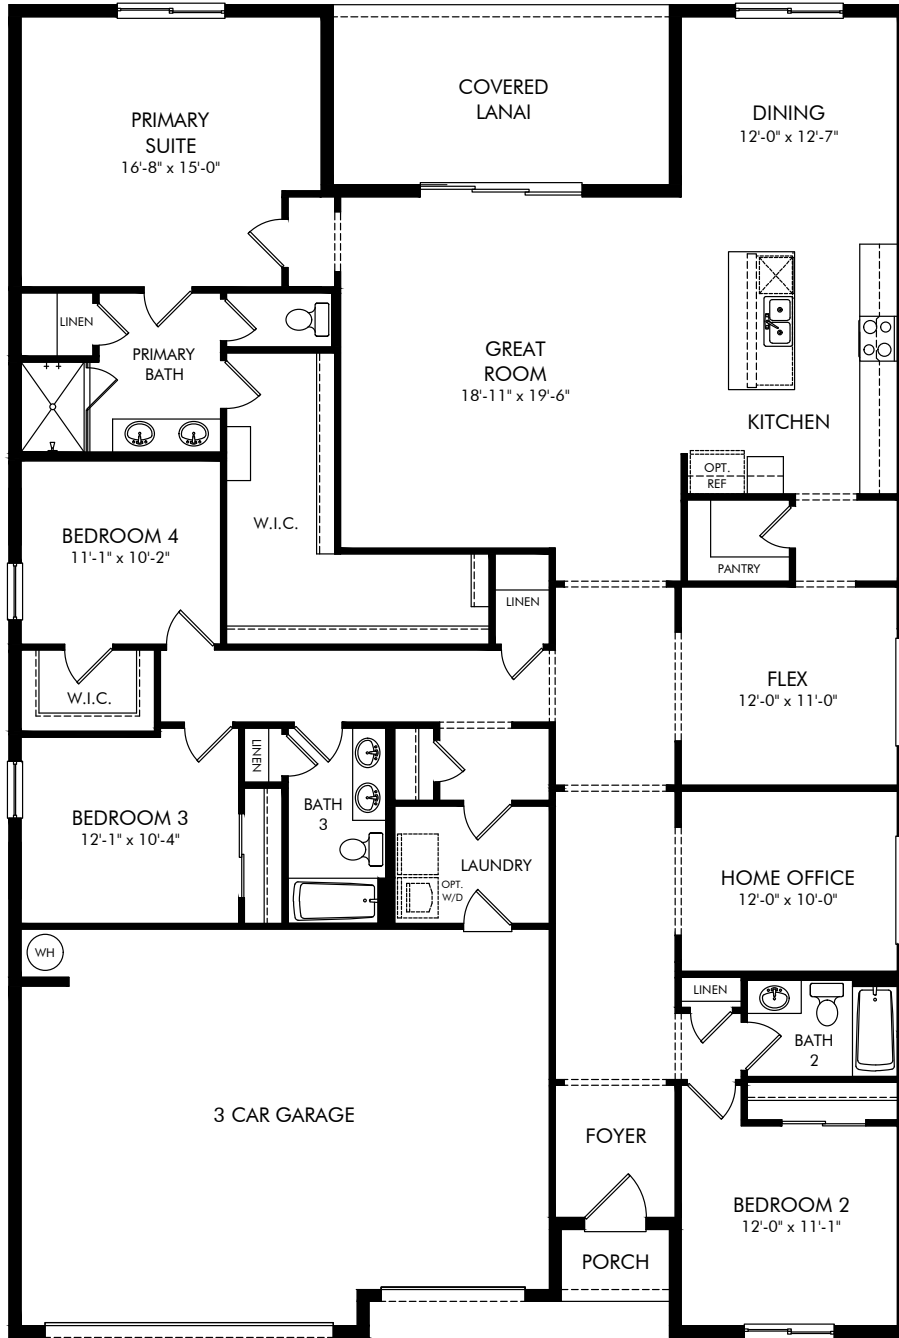 COVERED
LANAI
DINING
12'-0" x 12'-7"
PRIMARY
SUITE
16'-8" x 15'-0"
LINEN
PRIMARY
BATH
GREAT
ROOM
18'-11" x 19'-6"
KITCHEN
OPT.
REF
W.I.C.
BEDROOM 4
11'-1" x 10'-2"
PANTRY
LINEN
W.I.C.
FLEX
12'-0" x 11'-0"
LINEN
BEDROOM 3
12'-1" x 10'-4"
BATH
3
LAUNDRY
OPT.
W/D
HOME OFFICE
12'-0" x 10'-0"
WH
LINEN
BATH
2
3 CAR GARAGE
FOYER
BEDROOM 2
12'-0" x 11'-1"
PORCH